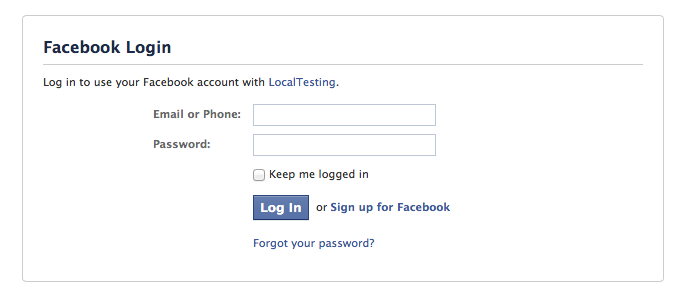 Facebook Login
Log in to use your Facebook account with LocalTesting.
Email or Phone:
Password:
Keep me logged in
Log In or Sign up for Facebook
Forgot your password?